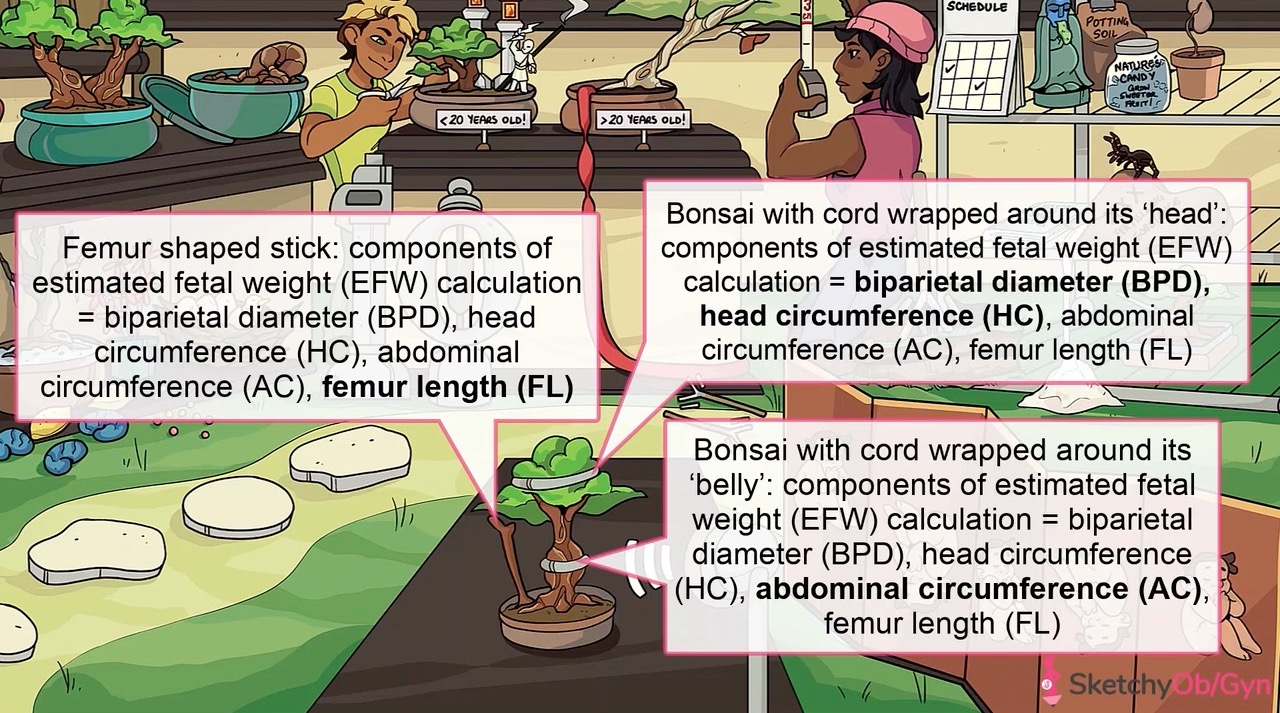 SCHEDULE
POTTING
SOIL
NATURE'S
CANDY
GROW
SWEETER
FRUIT!
<20 YEARS OLD!
>20 YEARS OLD!
Femur shaped stick: components of
estimated fetal weight (EFW) calculation
= biparietal diameter (BPD), head
circumference (HC), abdominal
circumference (AC), femur length (FL)
Bonsai with cord wrapped around its ‘head’:
components of estimated fetal weight (EFW)
calculation = biparietal diameter (BPD),
head circumference (HC), abdominal
circumference (AC), femur length (FL)
Bonsai with cord wrapped around its
‘belly’: components of estimated fetal
weight (EFW) calculation = biparietal
diameter (BPD), head circumference
(HC), abdominal circumference (AC),
femur length (FL)
SketchyOb/Gyn